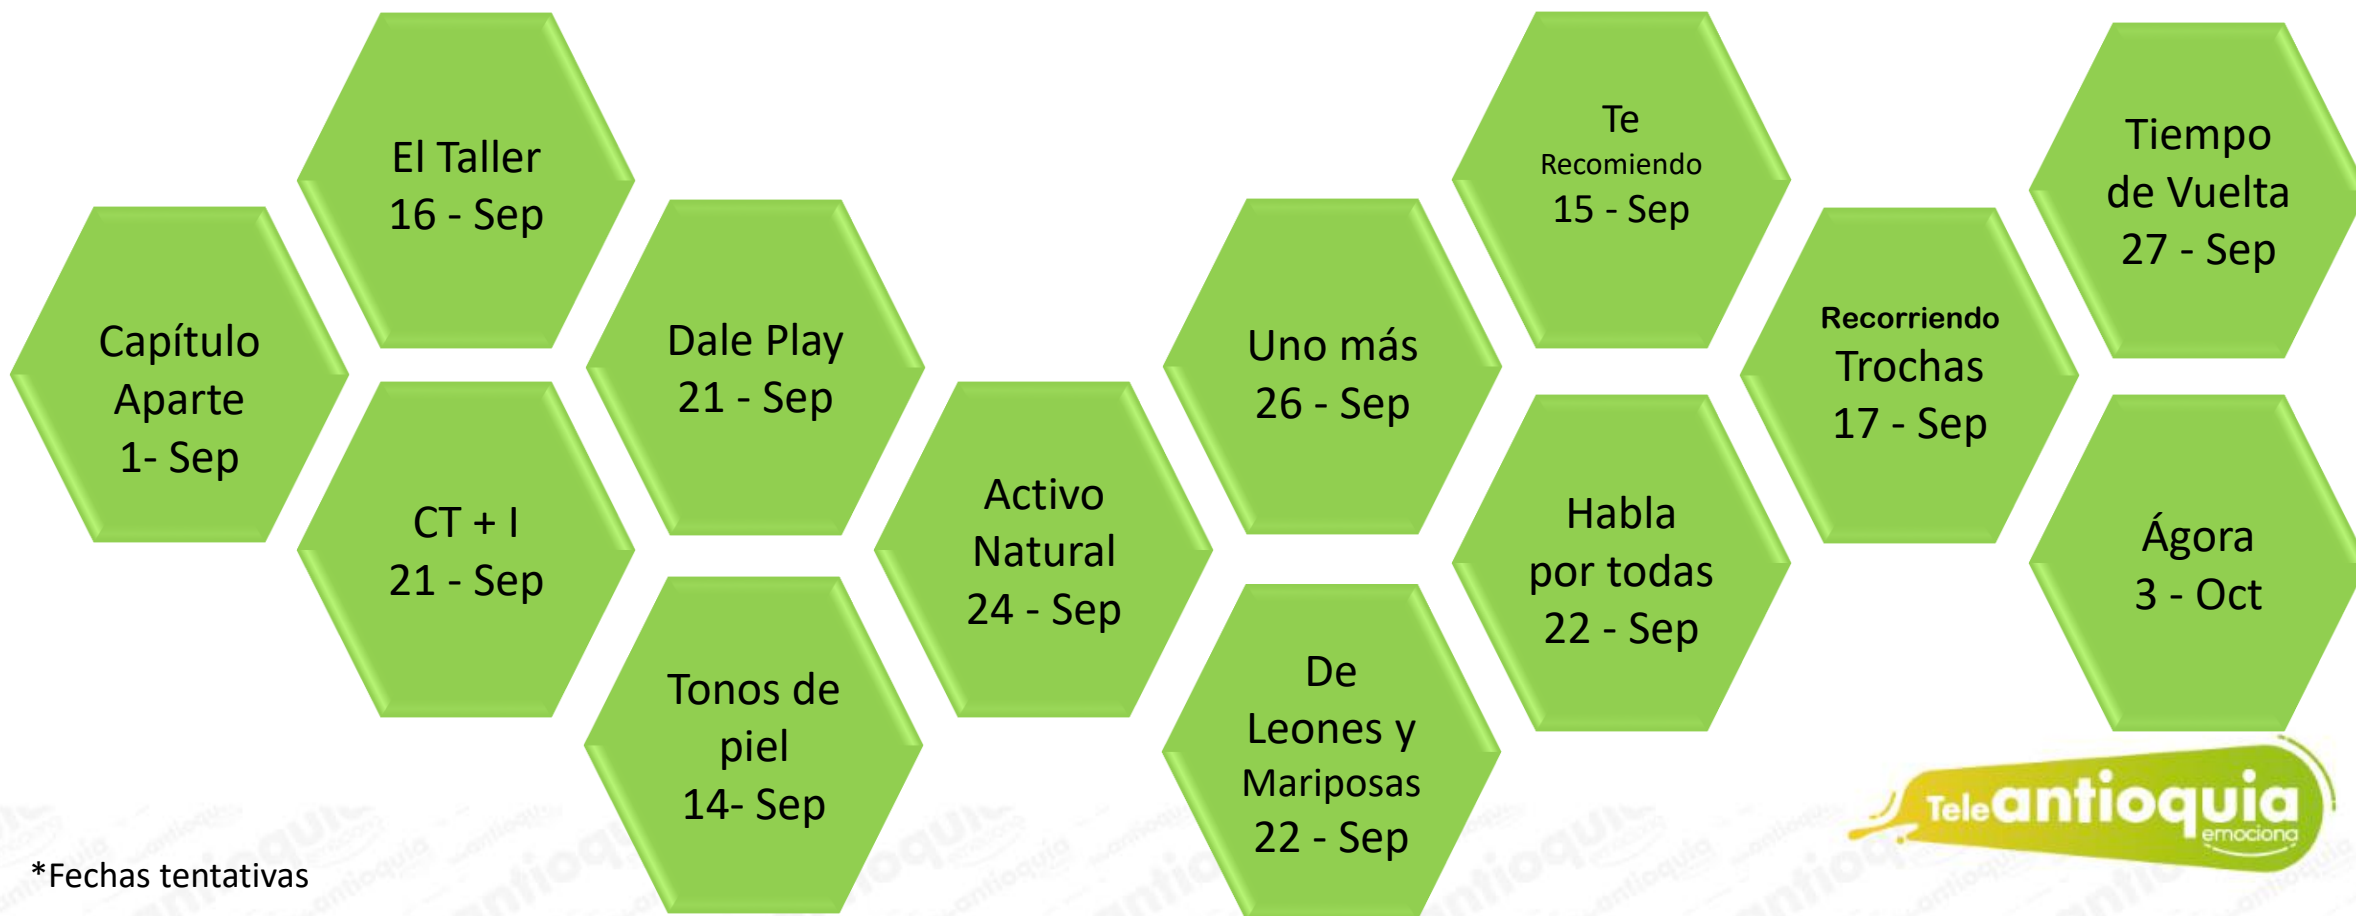 El Taller
16 - Sep
Capítulo
Aparte
1- Sep
Dale Play
21 - Sep
CT + I
21 - Sep
Tonos de
piel
14- Sep
Activo
Natural
24 - Sep
Uno más
26 - Sep
De
Leones y
Mariposas
22 - Sep
Te
Recomiendo
15 - Sep
Habla
por todas
22 - Sep
Recorriendo
Trochas
17 - Sep
Tiempo
de Vuelta
27 - Sep
Ágora
3 - Oct
Teleantioquia
emociona
*Fechas tentativas